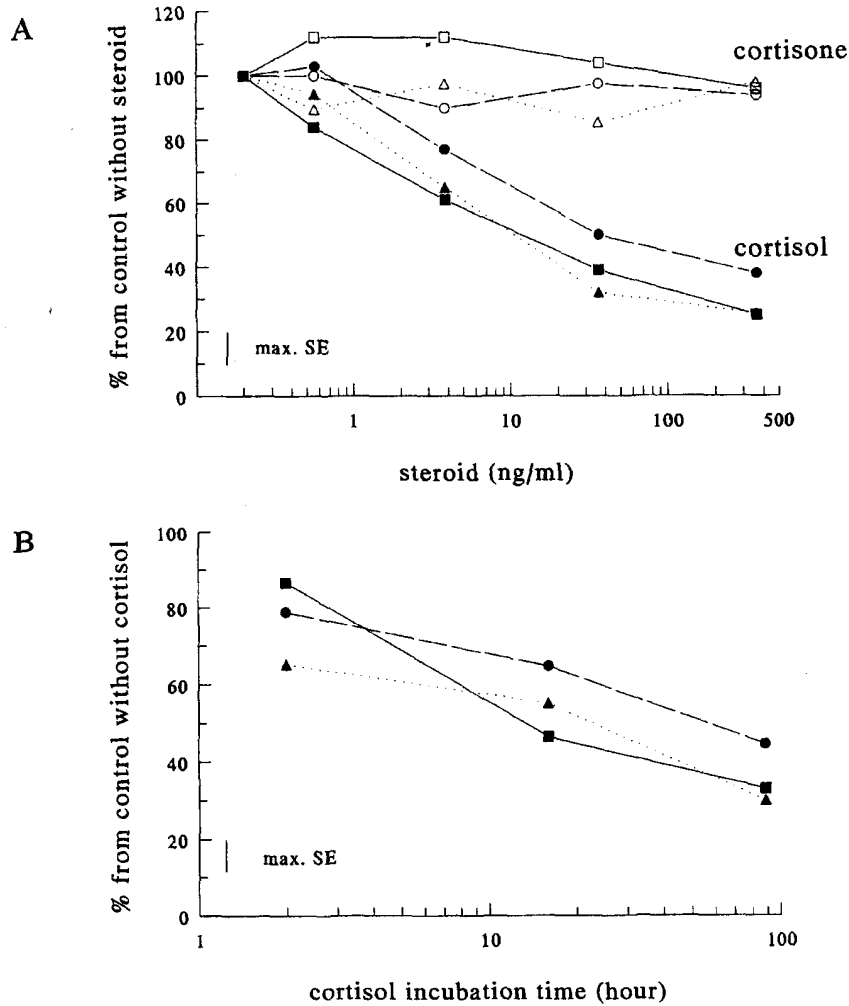 A
% from control without steroid
120
100
80
60
40
20
0
cortisone
cortisol
max. SE
1 10 100 500
steroid (ng/ml)
B
% from control without cortisol
100
80
60
40
20
0
max. SE
1 10 100
cortisol incubation time (hour)